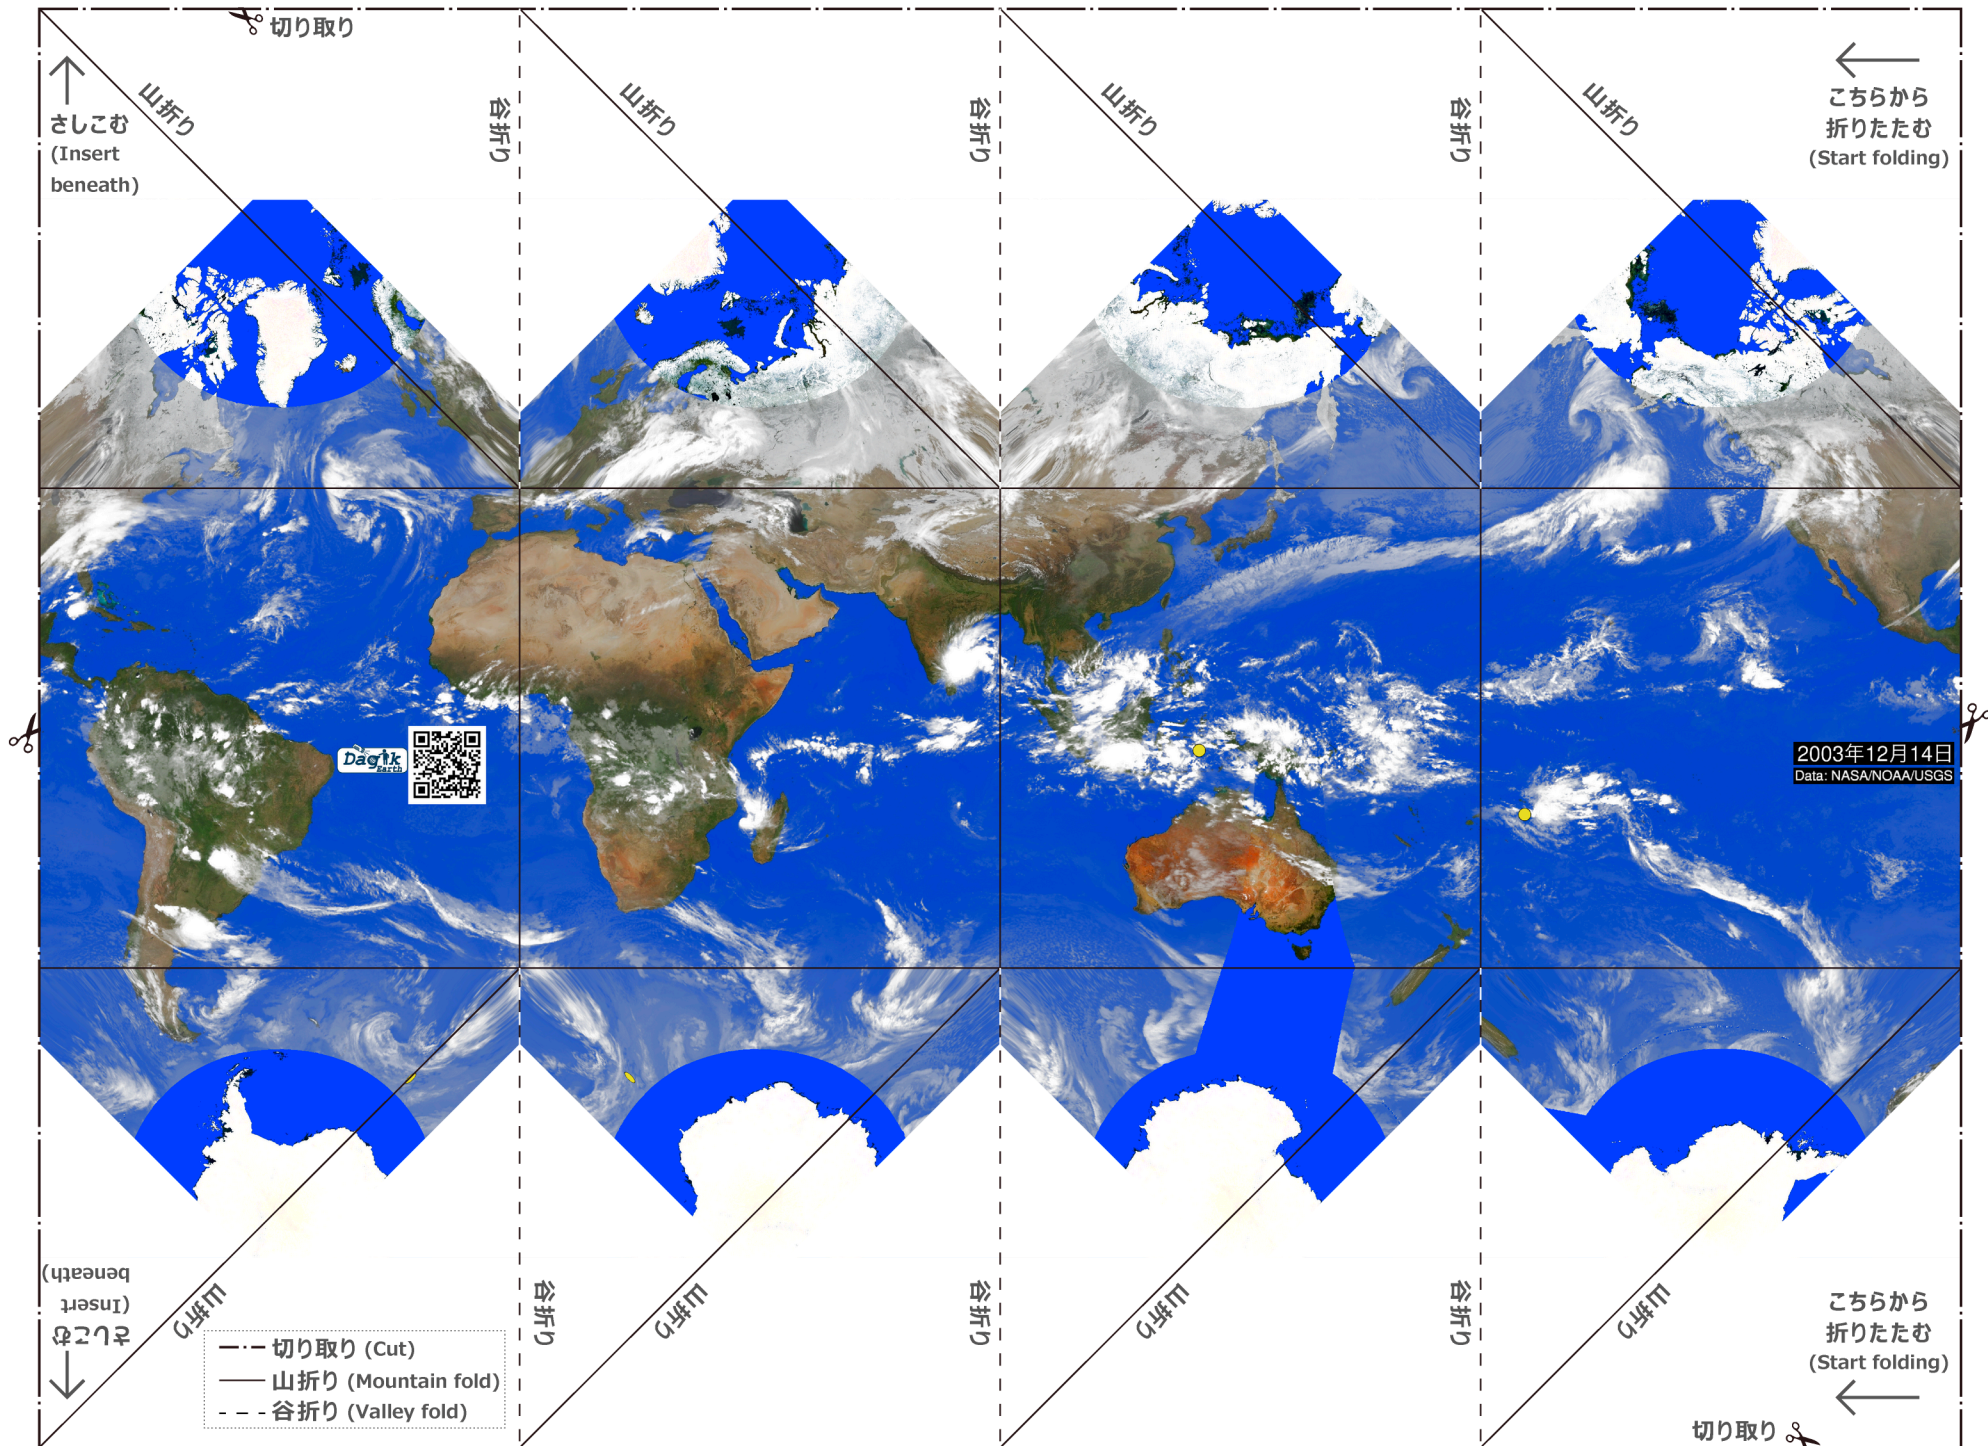 切り取り
山折り
山折り
山折り
山折り
谷折り
谷折り
谷折り
さしこむ
(Insert
beneath)
こちらから
折りたたむ
(Start folding)
Dagik
Earth
2003年12月14日
Data: NASA/NOAA/USGS
さしこむ
(Insert
beneath)
山折り
山折り
山折り
山折り
谷折り
谷折り
谷折り
こちらから
折りたたむ
(Start folding)
切り取り (Cut)
山折り (Mountain fold)
谷折り (Valley fold)
切り取り